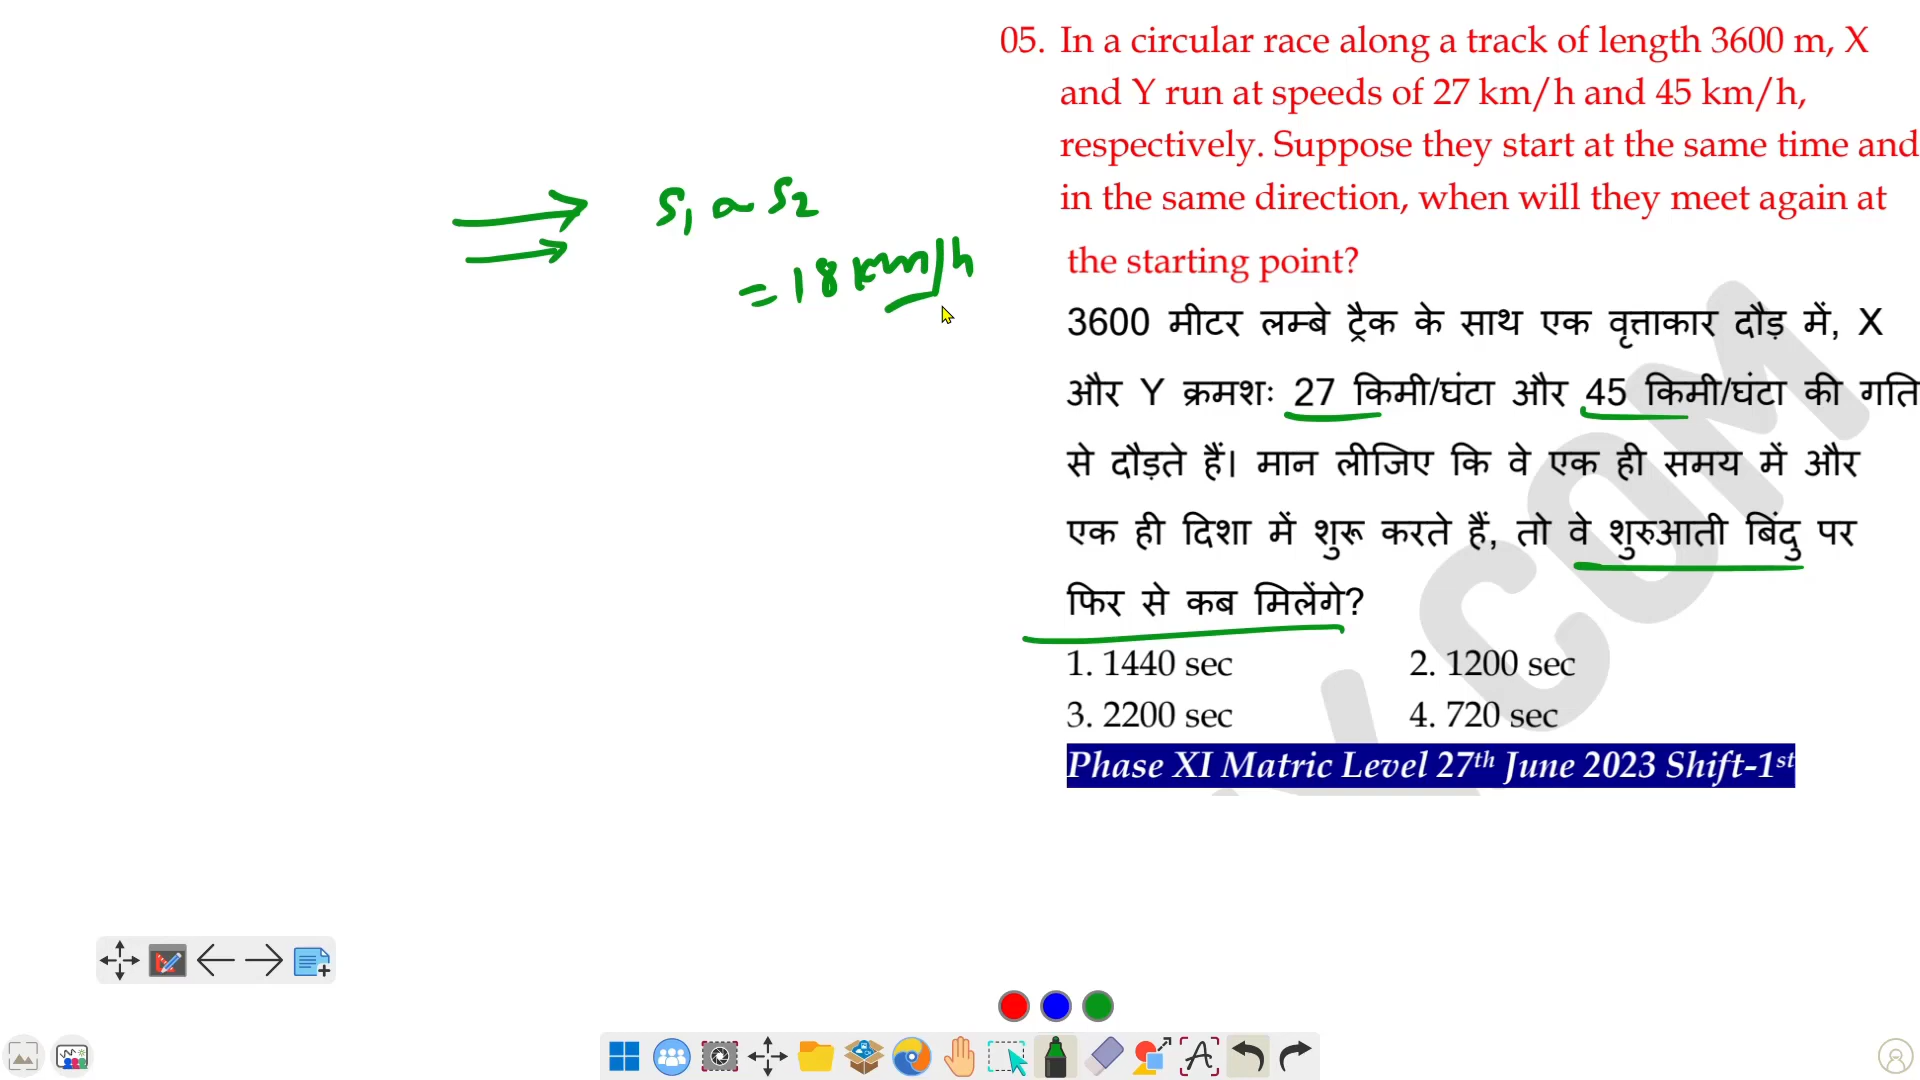 05. In a circular race along a track of length 3600 m, X
and Y run at speeds of 27 km/h and 45 km/h,
respectively. Suppose they start at the same time and
in the same direction, when will they meet again at
the starting point?
3600 मीटर लम्बे ट्रैक के साथ एक वृत्ताकार दौड़ में, X
और Y क्रमशः 27 किमी/घंटा और 45 किमी/घंटा की गति
से दौड़ते हैं। मान लीजिए कि वे एक ही समय में और
एक ही दिशा में शुरू करते हैं, तो वे शुरुआती बिंदु पर
फिर से कब मिलेंगे?
1. 1440 sec 2. 1200 sec
3. 2200 sec 4. 720 sec
Phase XI Matric Level 27th June 2023 Shift-1st
S1 ~ S2
= 18 km/h
.COM